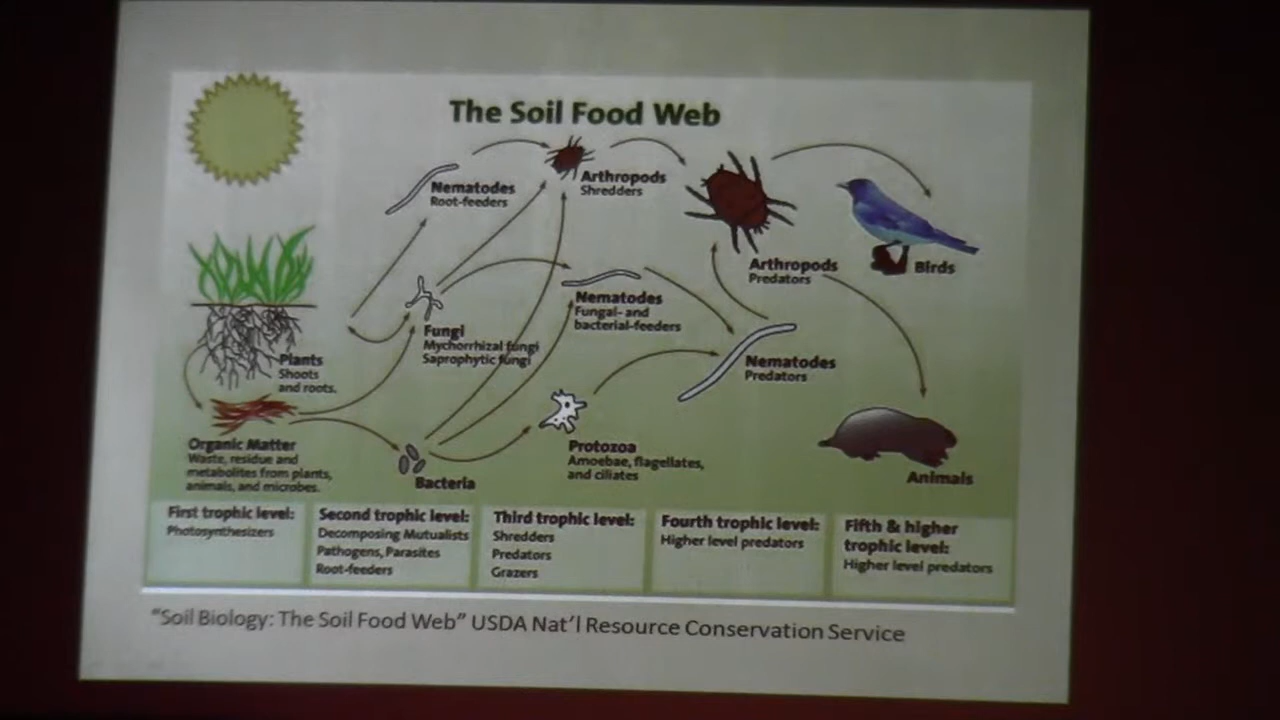 The Soil Food Web
Nematodes
Root-feeders
Arthropods
Shredders
Arthropods
Predators
Birds
Nematodes
Fungal- and
bacterial-feeders
Fungi
Mychorrhizal fungi
Saprophytic fungi
Plants
Shoots
and roots.
Nematodes
Predators
Organic Matter
Waste, residue and
metabolites from plants,
animals, and microbes.
Bacteria
Protozoa
Amoebae, flagellates,
and ciliates
Animals
First trophic level:
Photosynthesizers
Second trophic level:
Decomposing Mutualists
Pathogens, Parasites
Root-feeders
Third trophic level:
Shredders
Predators
Grazers
Fourth trophic level:
Higher level predators
Fifth & higher
trophic level:
Higher level predators
"Soil Biology: The Soil Food Web" USDA Nat'l Resource Conservation Service